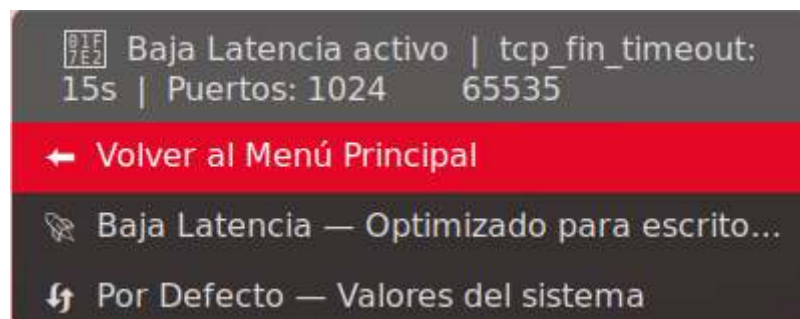 Baja Latencia activo | tcp_fin_timeout:
15s | Puertos: 1024 65535
← Volver al Menú Principal
Baja Latencia — Optimizado para escrito...
Por Defecto — Valores del sistema